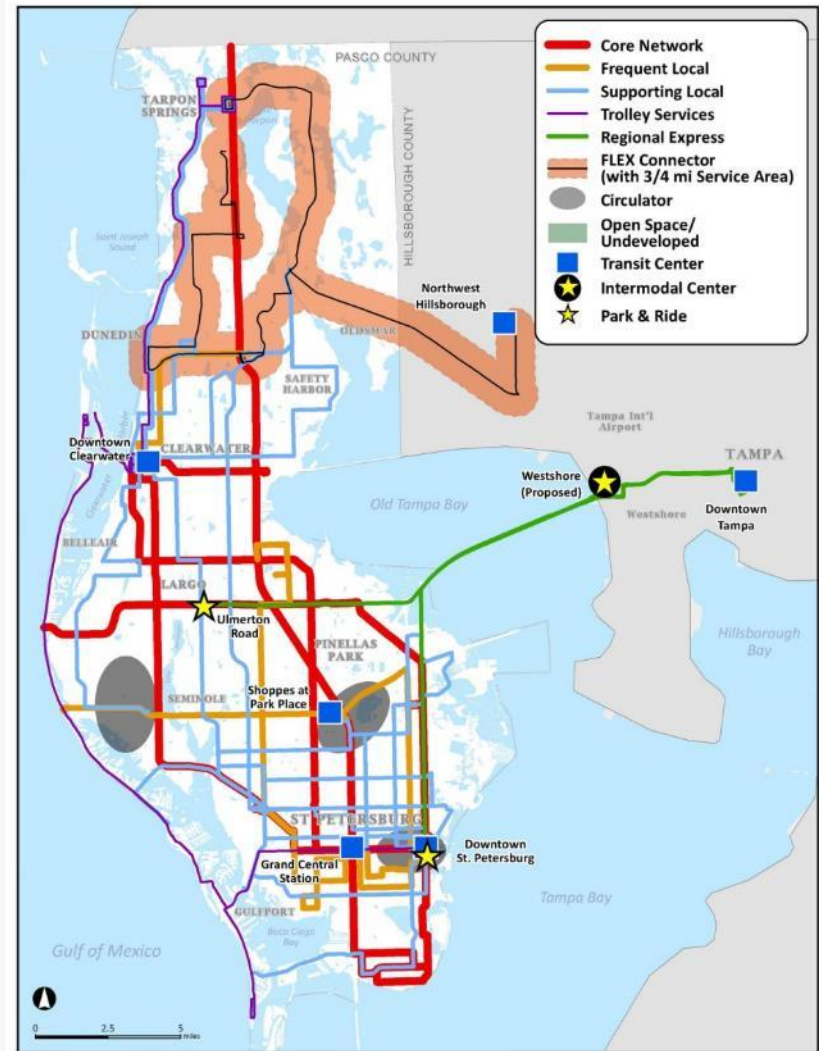 Core Network
Frequent Local
Supporting Local
Trolley Services
Regional Express
FLEX Connector
(with 3/4 mi Service Area)
Circulator
Open Space/
Undeveloped
Transit Center
Intermodal Center
Park & Ride
PASCO COUNTY
HILLSBOROUGH COUNTY
TARPON
SPRINGS
Saint Joseph
Sound
Northwest
Hillsborough
DUNEDIN
OLDSMAR
SAFETY
HARBOR
Downtown
Clearwater
CLEARWATER
Tampa Int'l
Airport
TAMPA
Westshore
(Proposed)
Westshore
Downtown
Tampa
Old Tampa Bay
BELLEAIR
LARGO
Ulmerton
Road
PINELLAS
PARK
Hillsborough
Bay
Shoppes at
Park Place
SEMINOLE
ST PETERSBURG
Grand Central
Station
Downtown
St. Petersburg
GULFPORT
Boca Ciega
Bay
Tampa Bay
Gulf of Mexico
0 2.5 5
miles